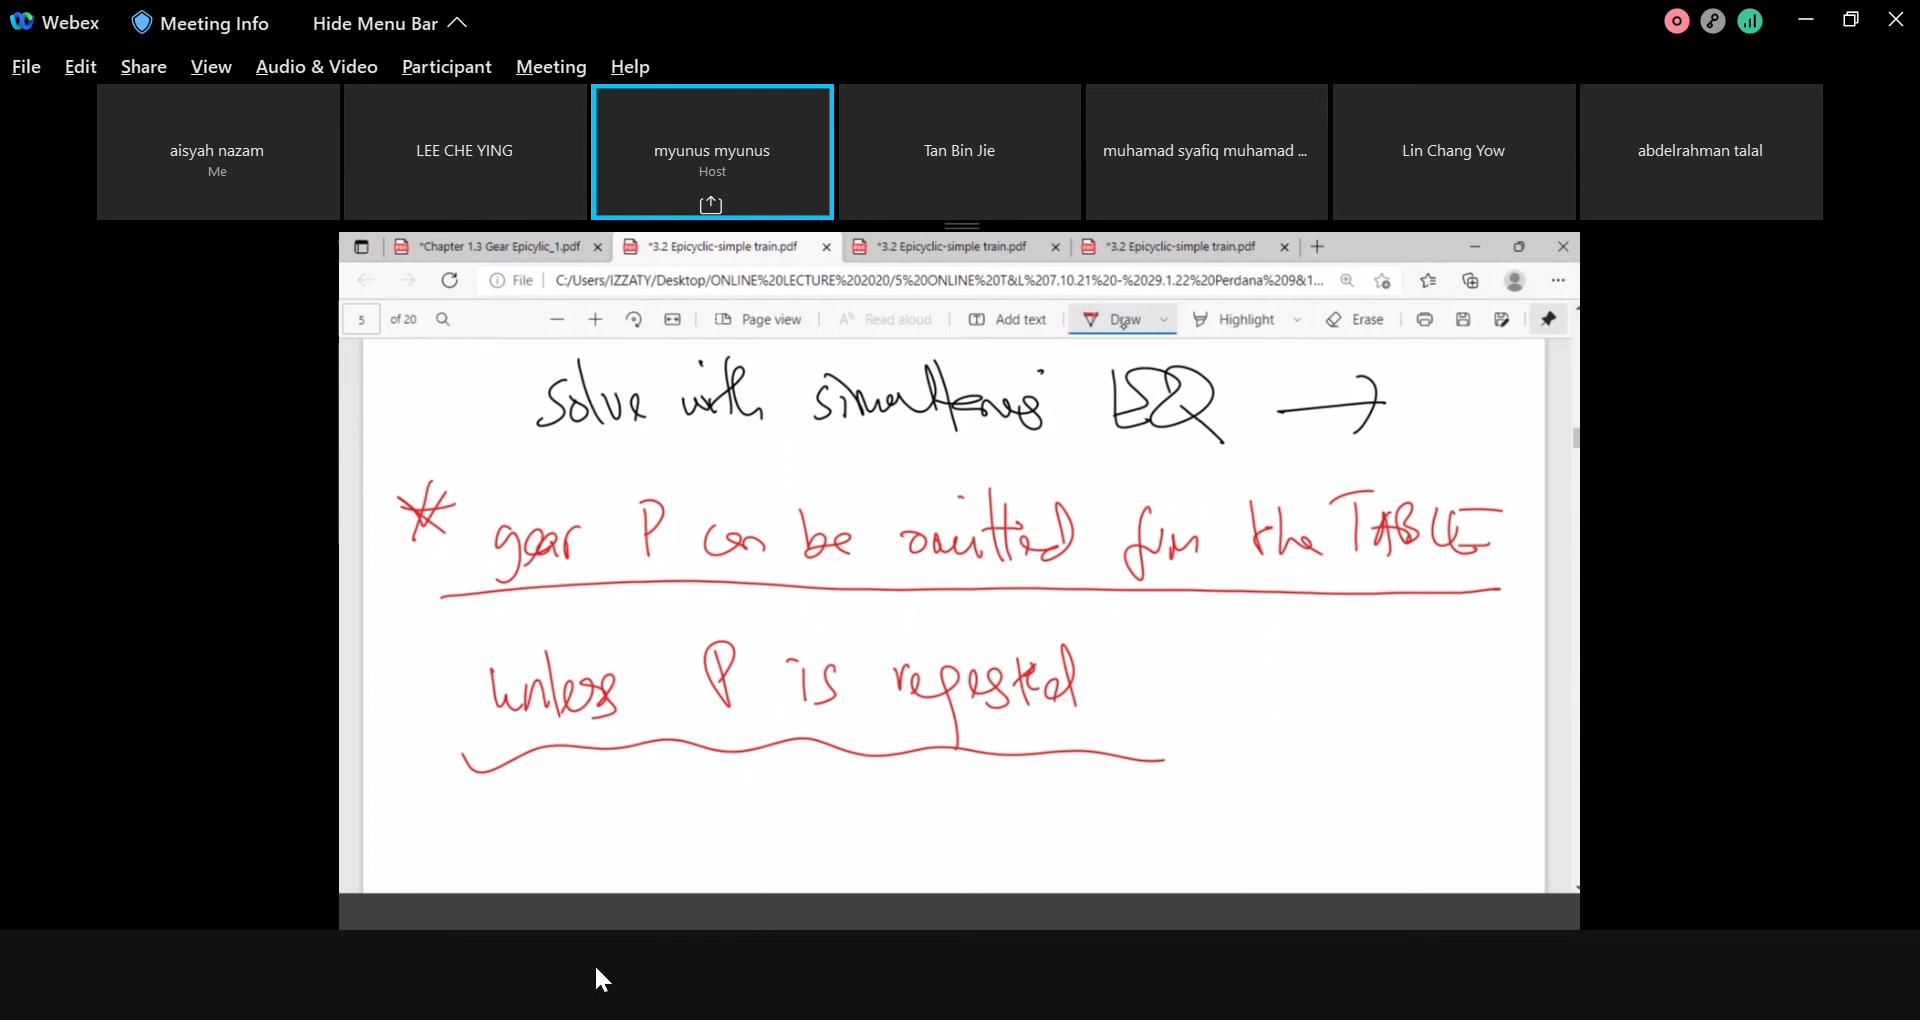 Webex Meeting Info Hide Menu Bar
File Edit Share View Audio & Video Participant Meeting Help
aisyah nazam
Me
LEE CHE YING
myunus myunus
Host
Tan Bin Jie
muhamad syafiq muhamad ...
Lin Chang Yow
abdelrahman talal
*Chapter 1.3 Gear Epicylic_1.pdf *3.2 Epicyclic-simple train.pdf *3.2 Epicyclic-simple train.pdf *3.2 Epicyclic-simple train.pdf
File C:/Users/IZZATY/Desktop/ONLINE%20LECTURE%202020/5%20ONLINE%20T&L%207.10.21%20-%2029.1.22%20Perdana%209&1...
5 of 20 Page view Read aloud Add text Draw Highlight Erase
solve with EQ →
* gear P can be omitted the TABLE
unless P is